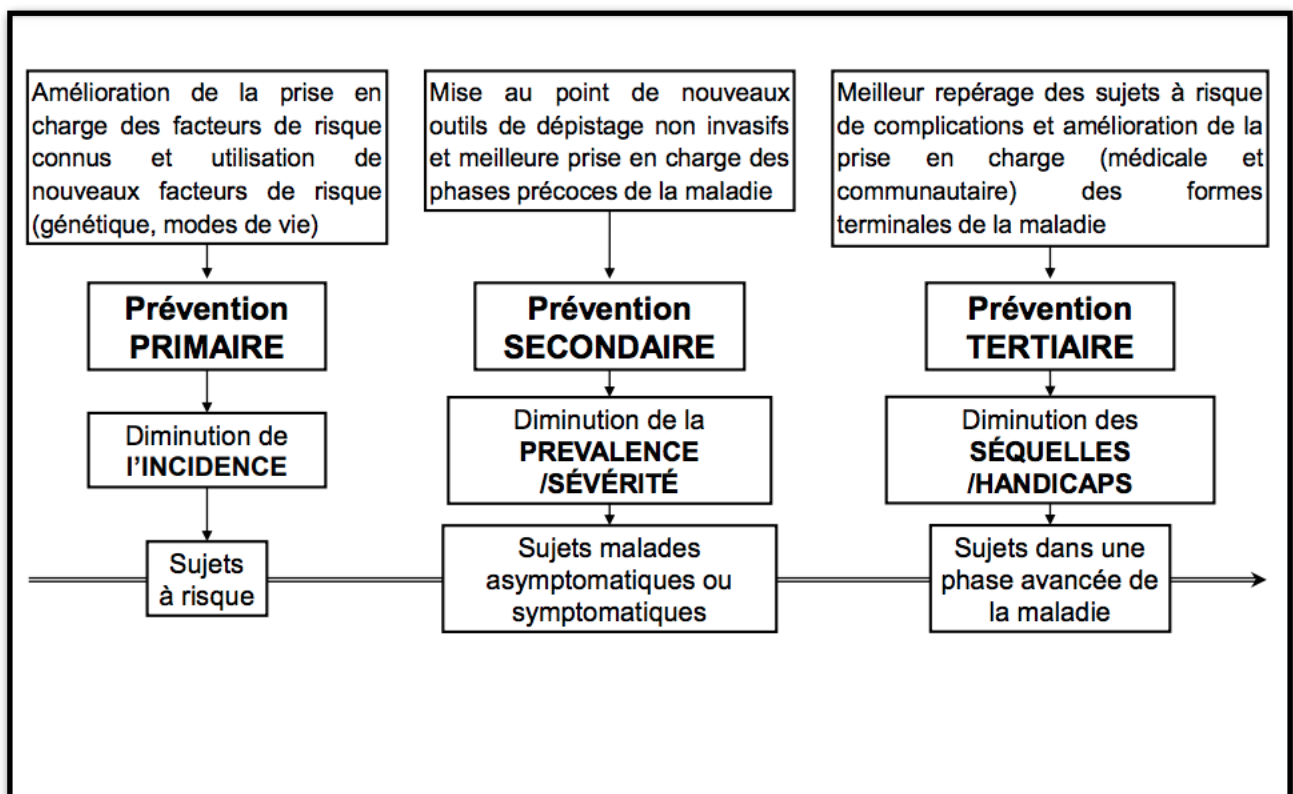 Amélioration de la prise en
charge des facteurs de risque
connus et utilisation de
nouveaux facteurs de risque
(génétique, modes de vie)
Prévention
PRIMAIRE
Diminution de
l'INCIDENCE
Sujets
à risque
Mise au point de nouveaux
outils de dépistage non invasifs
et meilleure prise en charge des
phases précoces de la maladie
Prévention
SECONDAIRE
Diminution de la
PREVALENCE
/SÉVÉRITÉ
Sujets malades
asymptomatiques ou
symptomatiques
Meilleur repérage des sujets à risque
de complications et amélioration de la
prise en charge (médicale et
communautaire) des formes
terminales de la maladie
Prévention
TERTIAIRE
Diminution des
SÉQUELLES
/HANDICAPS
Sujets dans une
phase avancée de
la maladie